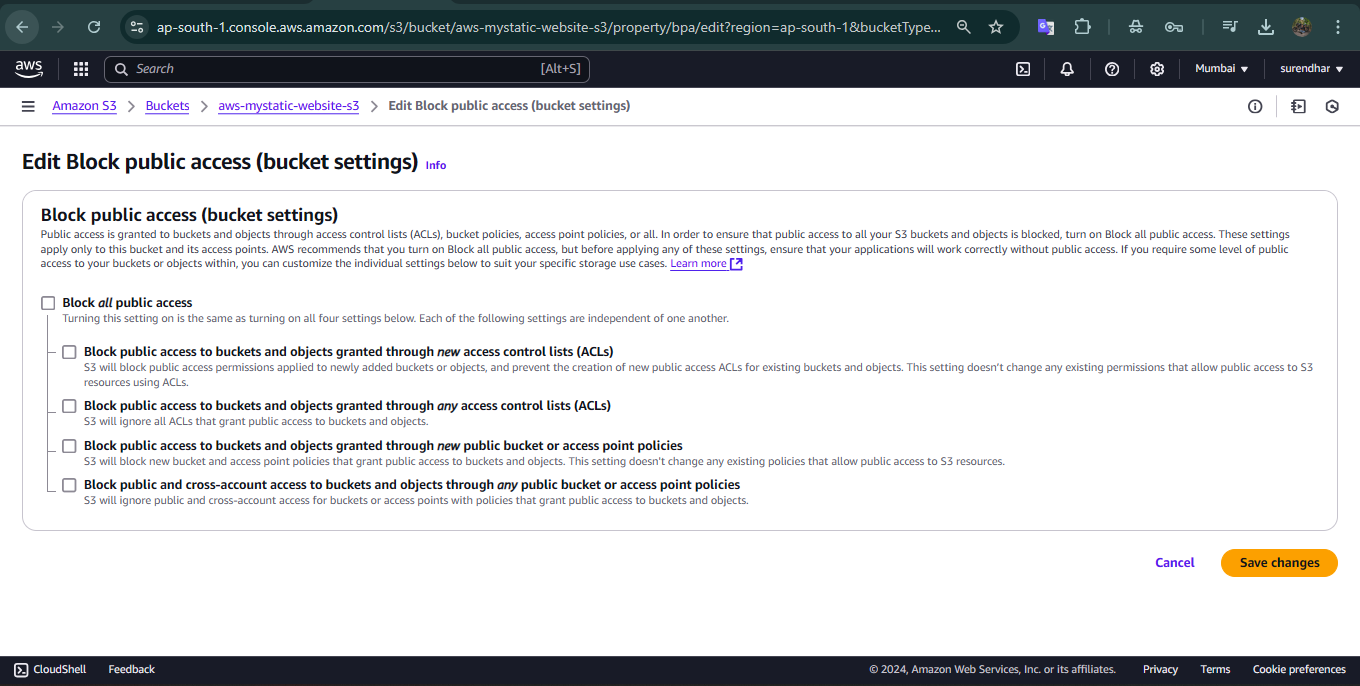 ap-south-1.console.aws.amazon.com/s3/bucket/aws-mystatic-website-s3/property/bpa/edit?region=ap-south-1&bucketType...
aws
Search
[Alt+S]
Mumbai
surendhar
Amazon S3
Buckets
aws-mystatic-website-s3
Edit Block public access (bucket settings)
Edit Block public access (bucket settings) Info
Block public access (bucket settings)
Public access is granted to buckets and objects through access control lists (ACLs), bucket policies, access point policies, or all. In order to ensure that public access to all your S3 buckets and objects is blocked, turn on Block all public access. These settings
apply only to this bucket and its access points. AWS recommends that you turn on Block all public access, but before applying any of these settings, ensure that your applications will work correctly without public access. If you require some level of public
access to your buckets or objects within, you can customize the individual settings below to suit your specific storage use cases. Learn more
Block all public access
Turning this setting on is the same as turning on all four settings below. Each of the following settings are independent of one another.
Block public access to buckets and objects granted through new access control lists (ACLs)
S3 will block public access permissions applied to newly added buckets or objects, and prevent the creation of new public access ACLs for existing buckets and objects. This setting doesn't change any existing permissions that allow public access to S3
resources using ACLs.
Block public access to buckets and objects granted through any access control lists (ACLs)
S3 will ignore all ACLs that grant public access to buckets and objects.
Block public access to buckets and objects granted through new public bucket or access point policies
S3 will block new bucket and access point policies that grant public access to buckets and objects. This setting doesn't change any existing policies that allow public access to S3 resources.
Block public and cross-account access to buckets and objects through any public bucket or access point policies
S3 will ignore public and cross-account access for buckets or access points with policies that grant public access to buckets and objects.
Cancel
Save changes
CloudShell
Feedback
© 2024, Amazon Web Services, Inc. or its affiliates.
Privacy
Terms
Cookie preferences